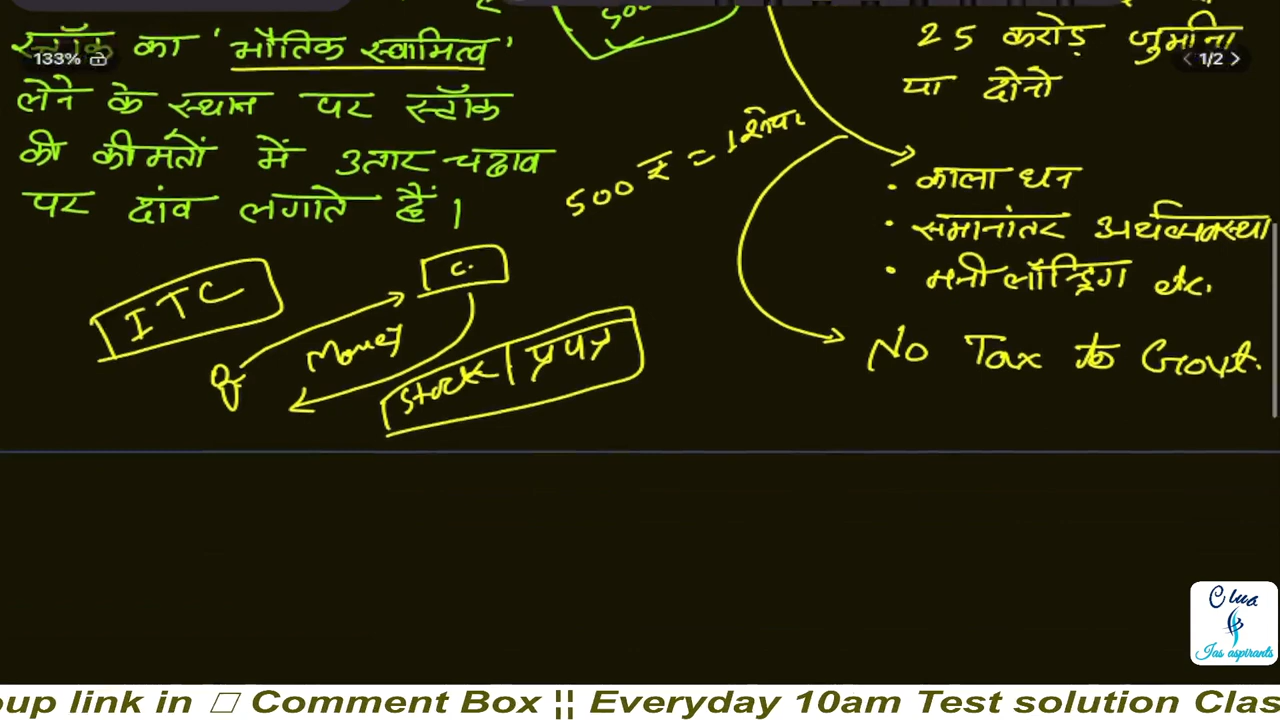 स्टॉक का 'भौतिक स्वामित्व'
लेने के स्थान पर स्टॉक
की कीमतों में उतार चढाव
पर दांव लगाते हैं।
133%
500 ₹ = 1 शेयर
25 करोड़ जुर्माना
या दोनो
1/2
• काला धन
• समानांतर अर्थव्यवस्था
• मनी लॉन्ड्रिंग etc.
No Tax to Govt.
ITC
C.
Money
Stock | प्रपत्र
Clua
Ias aspirants
oup link in □ Comment Box ¦¦ Everyday 10am Test solution Clas